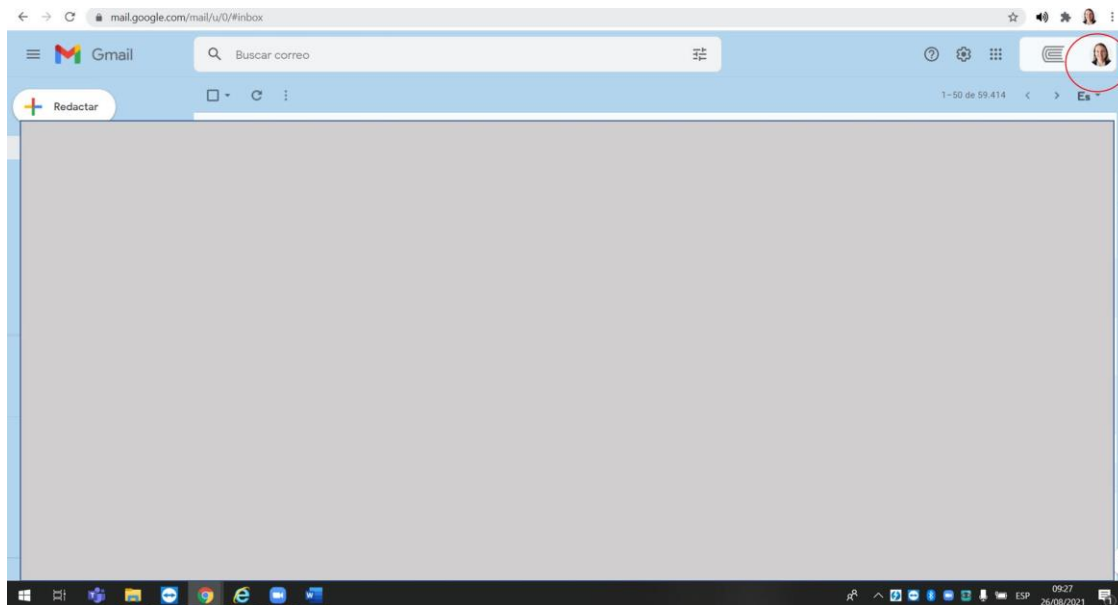 mail.google.com/mail/u/0/#inbox
Gmail
Buscar correo
Redactar
1-50 de 59.414
Es
ESP
09:27
26/08/2021